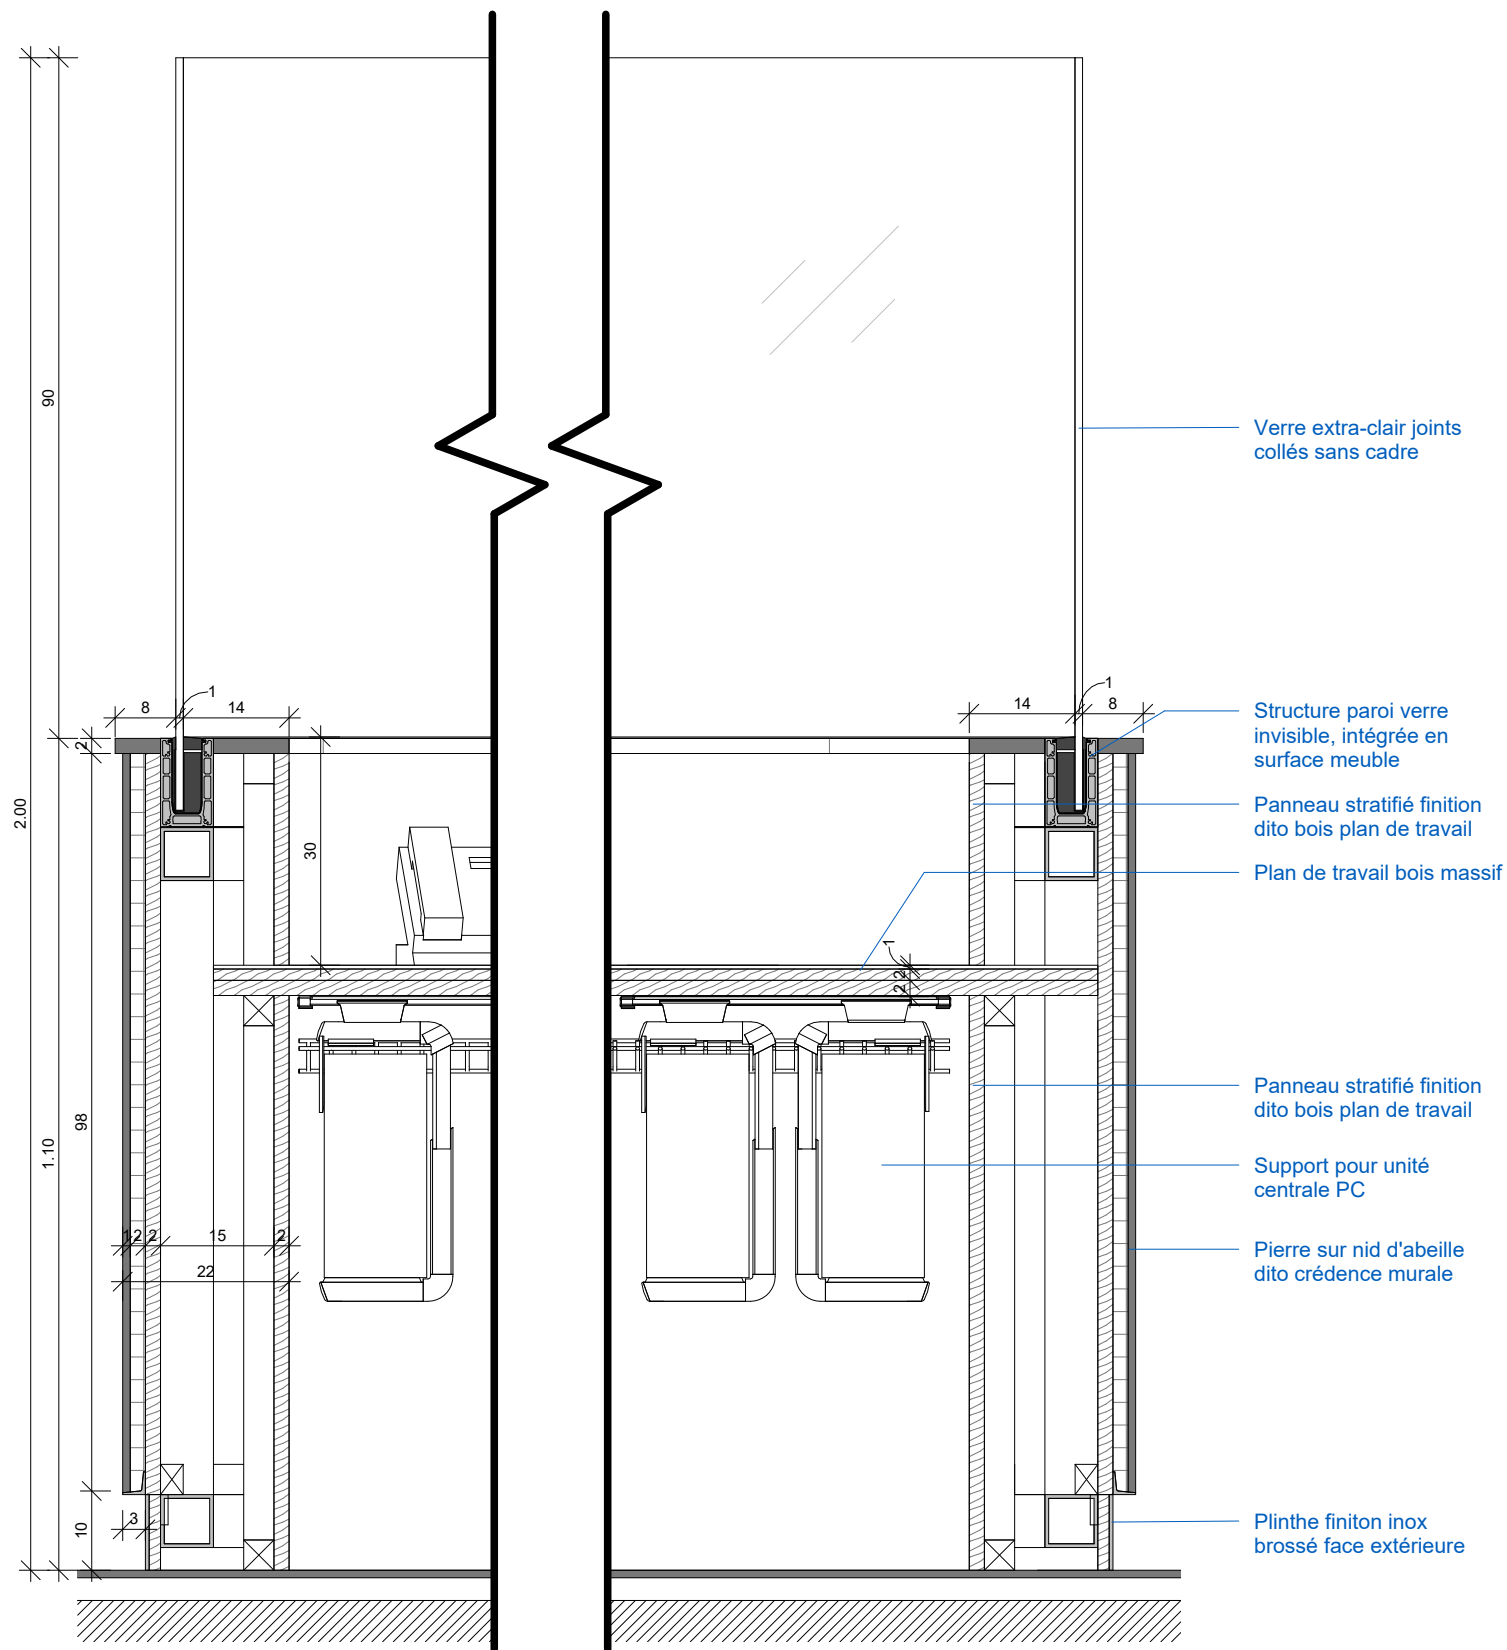 90
2.00
1.10
98
10
2
8
1
14
30
14
1
8
1
2
2
1
2
2
15
2
22
3
Verre extra-clair joints
collés sans cadre
Structure paroi verre
invisible, intégrée en
surface meuble
Panneau stratifié finition
dito bois plan de travail
Plan de travail bois massif
Panneau stratifié finition
dito bois plan de travail
Support pour unité
centrale PC
Pierre sur nid d'abeille
dito crédence murale
Plinthe finiton inox
brossé face extérieure